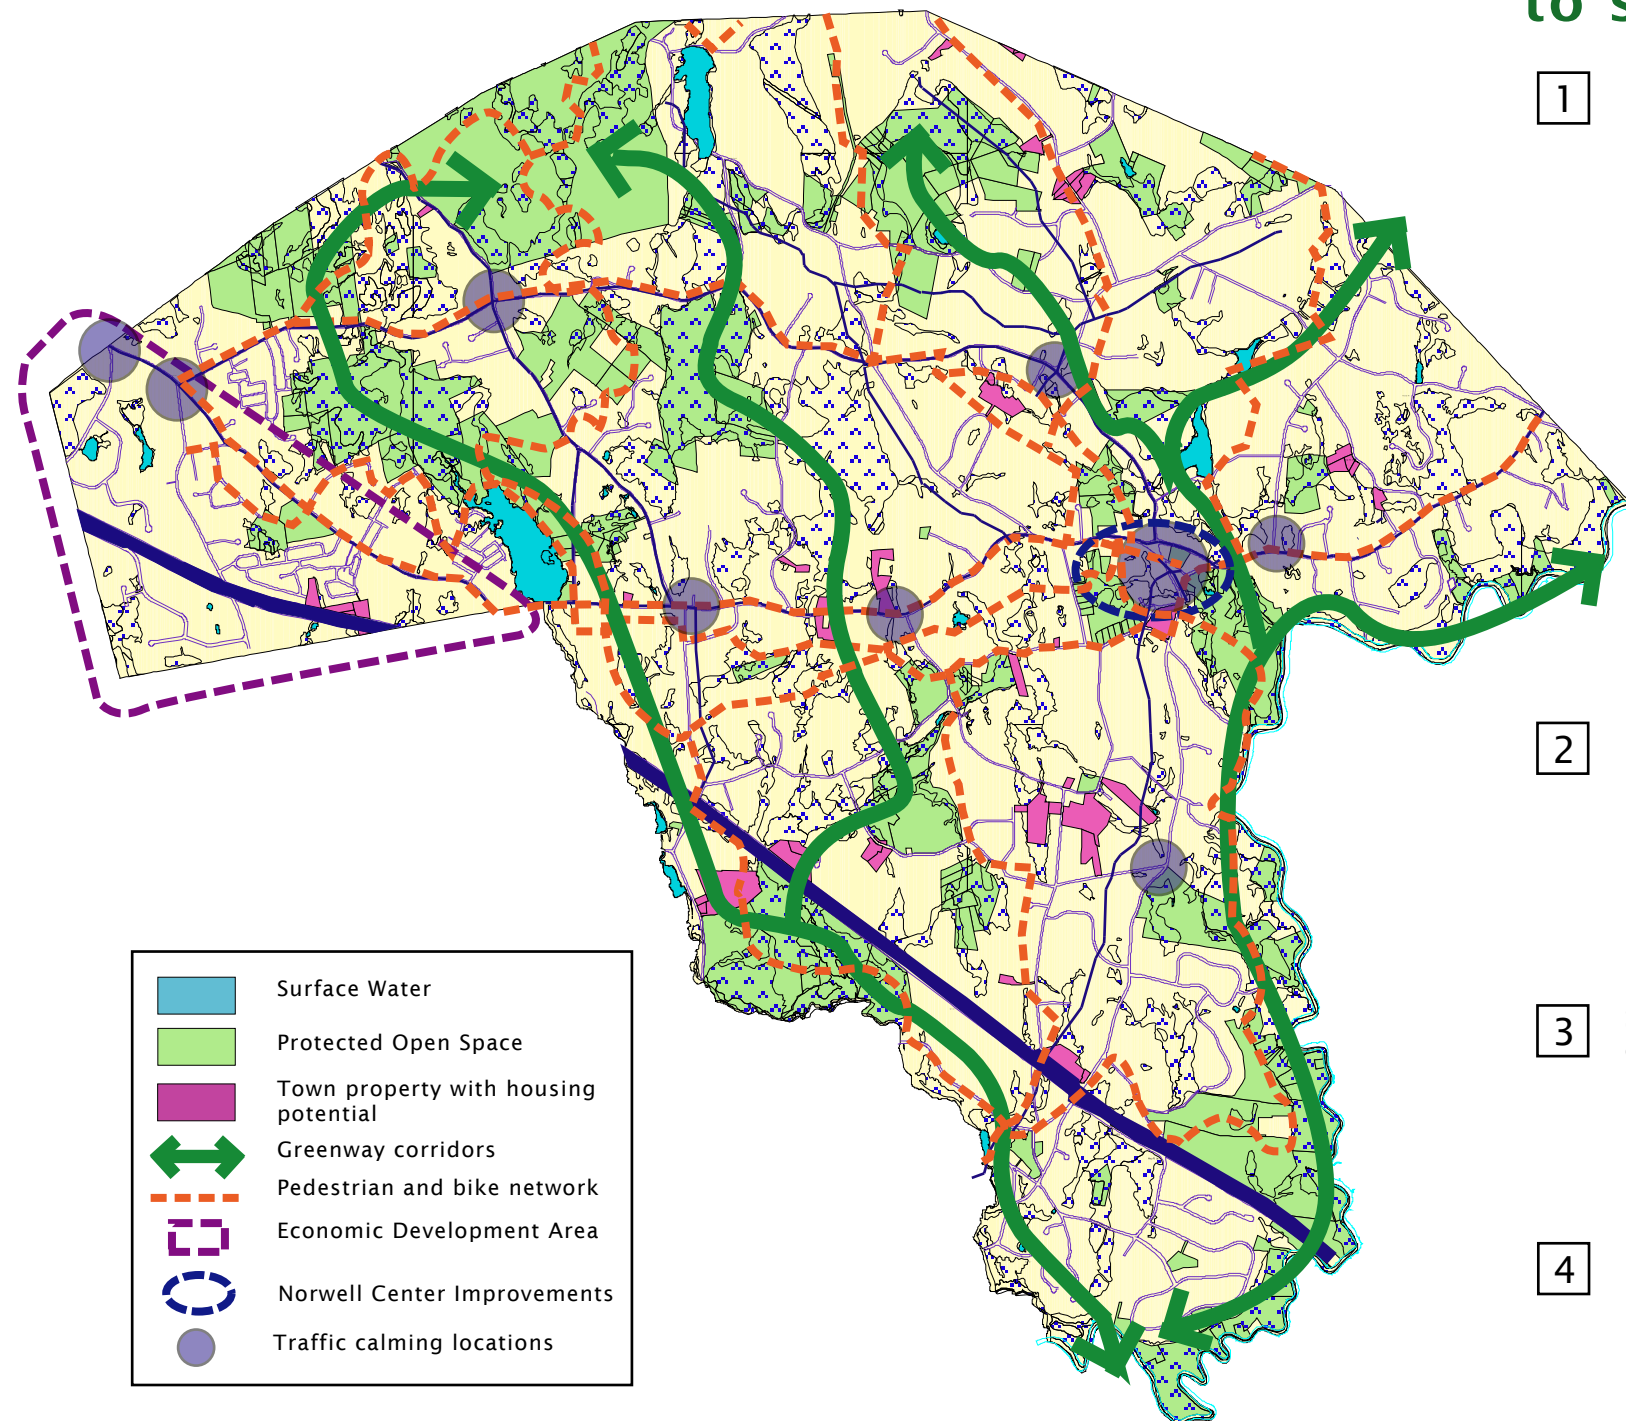 to s
1
2
3
4
Surface Water
Protected Open Space
Town property with housing
potential
Greenway corridors
Pedestrian and bike network
Economic Development Area
Norwell Center Improvements
Traffic calming locations